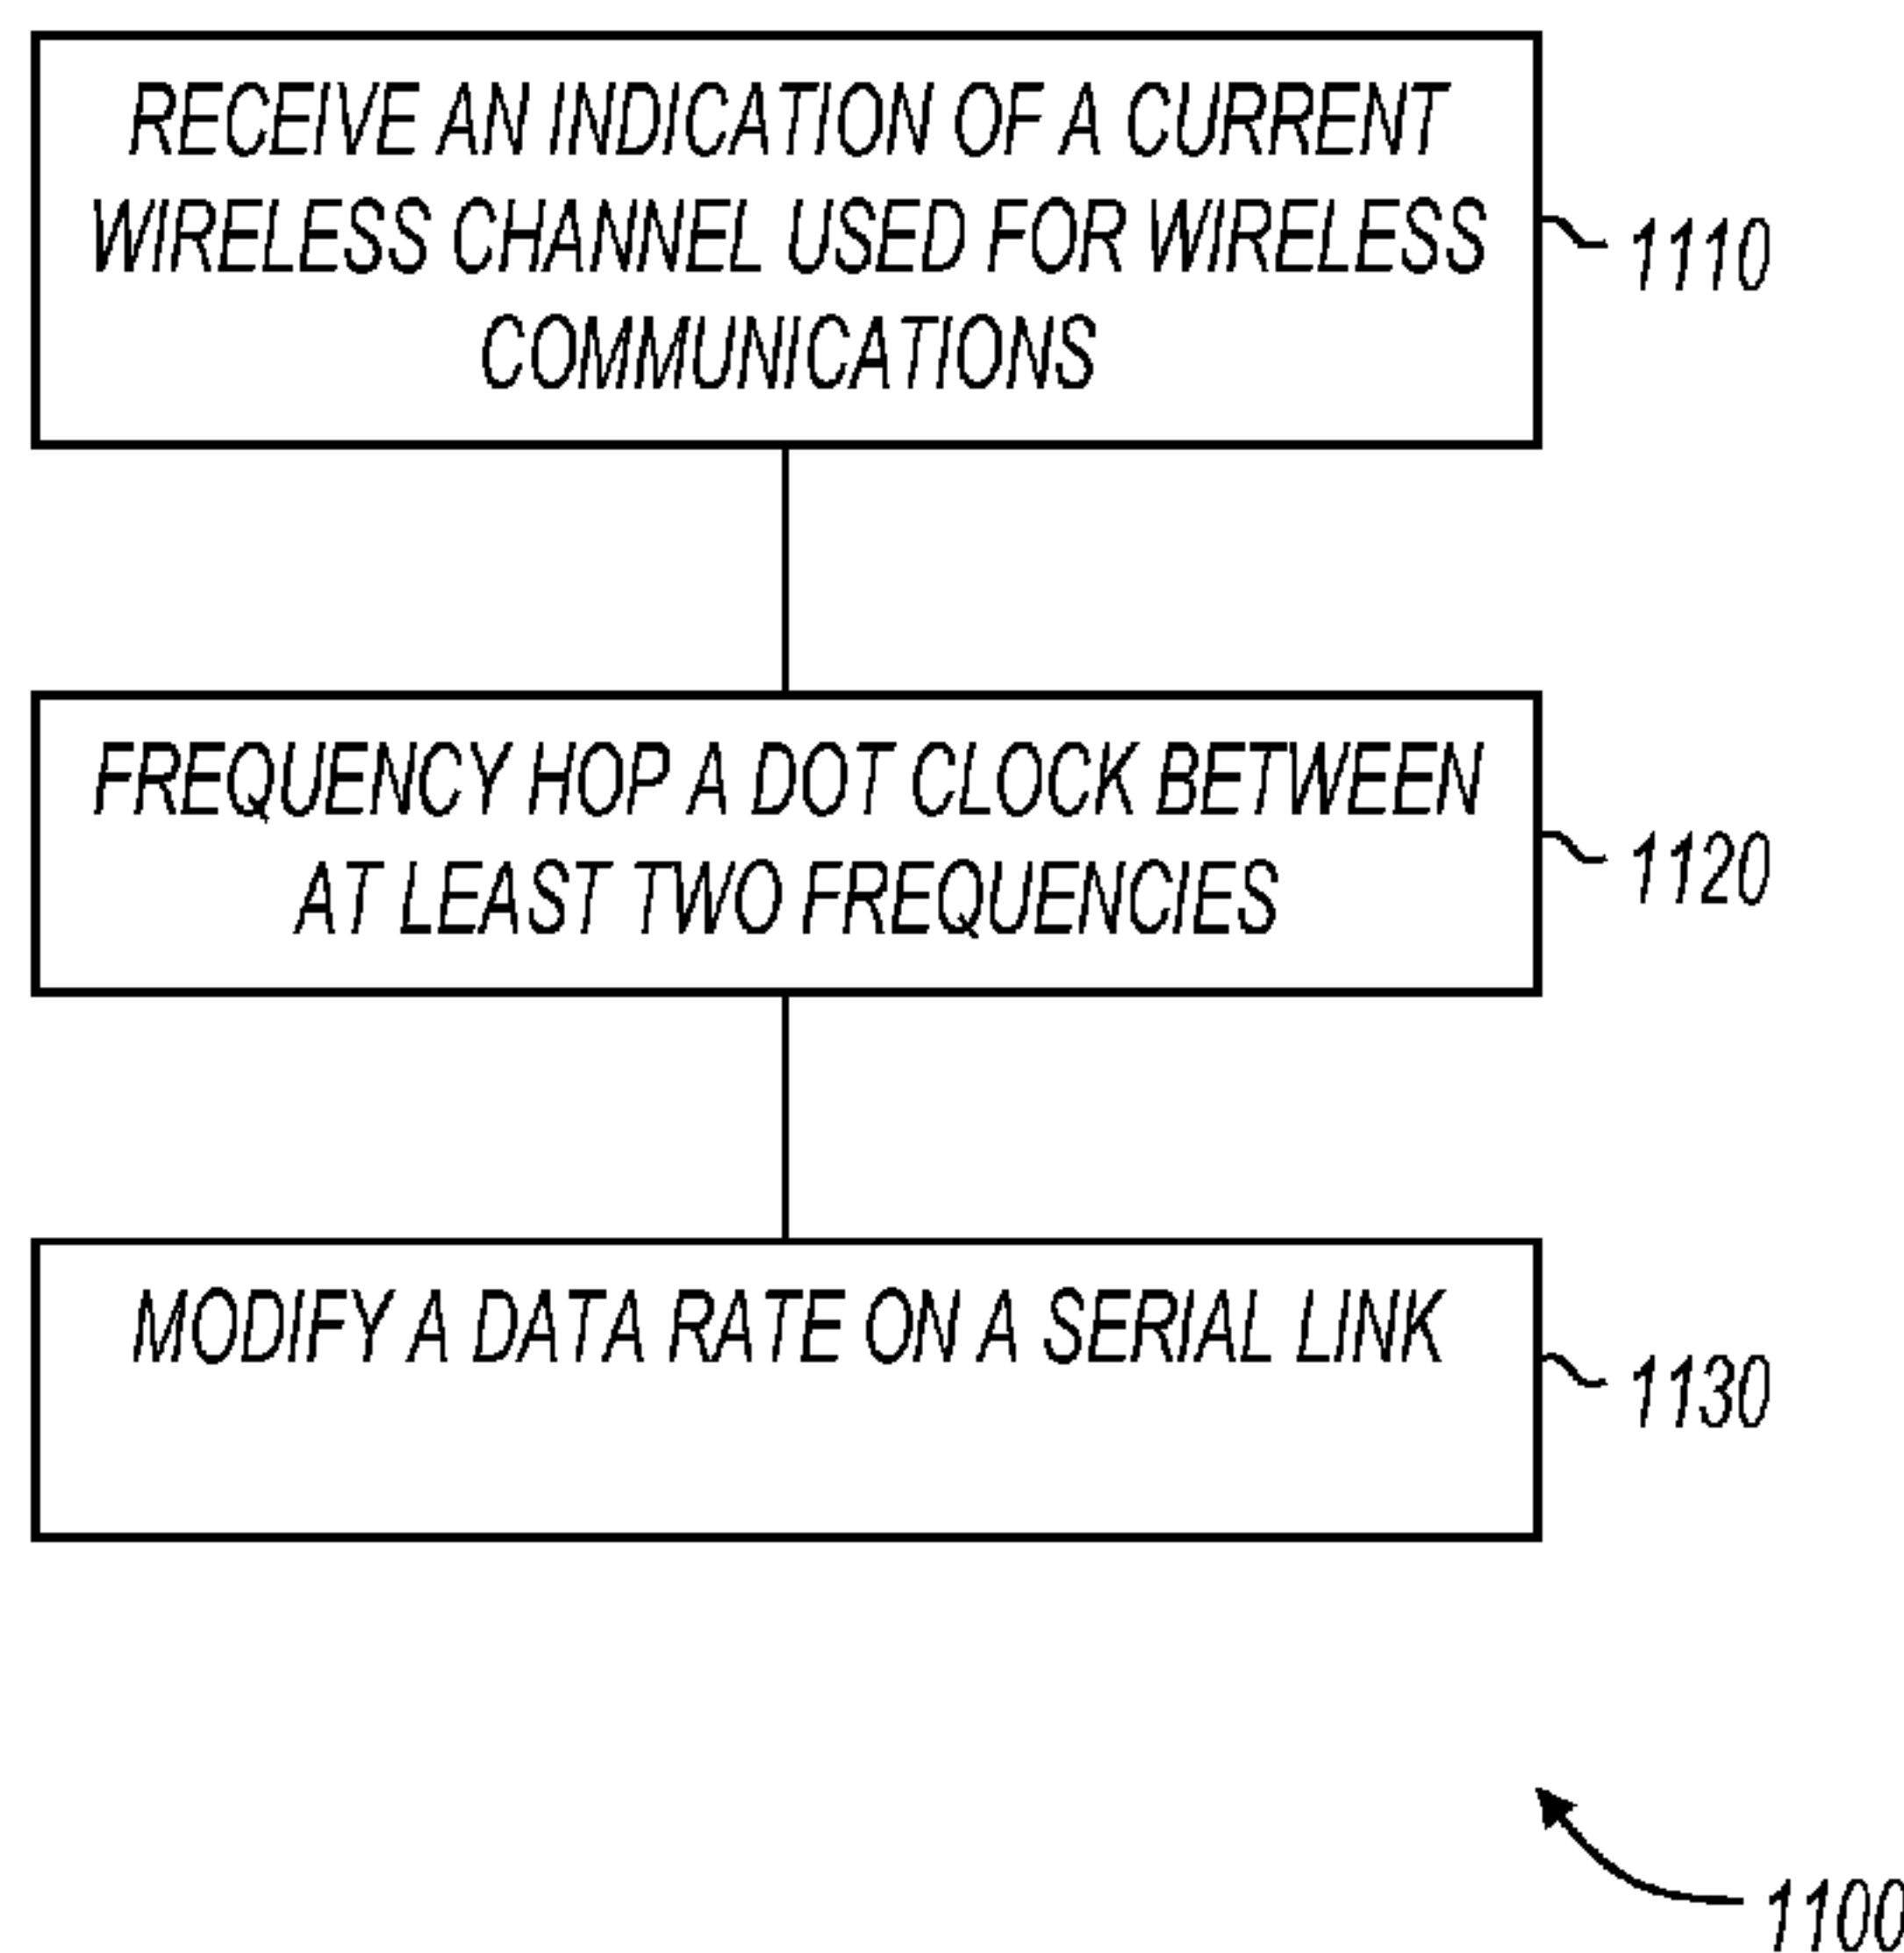 RECEIVE AN INDICATION OF A CURRENT
WIRELESS CHANNEL USED FOR WIRELESS
COMMUNICATIONS
1110
FREQUENCY HOP A DOT CLOCK BETWEEN
AT LEAST TWO FREQUENCIES
1120
MODIFY A DATA RATE ON A SERIAL LINK
1130
1100